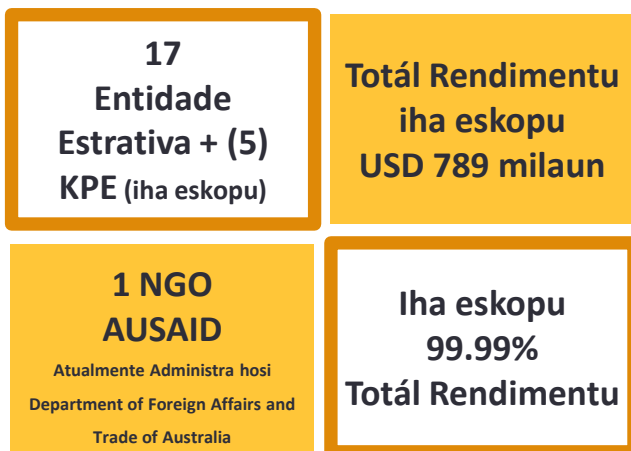 17
Entidade
Estrativa + (5)
KPE (iha eskopu)
Totál Rendimentu
iha eskopu
USD 789 milaun
1 NGO
AUSAID
Atualmente Administra hosi
Department of Foreign Affairs and
Trade of Australia
Iha eskopu
99.99%
Totál Rendimentu